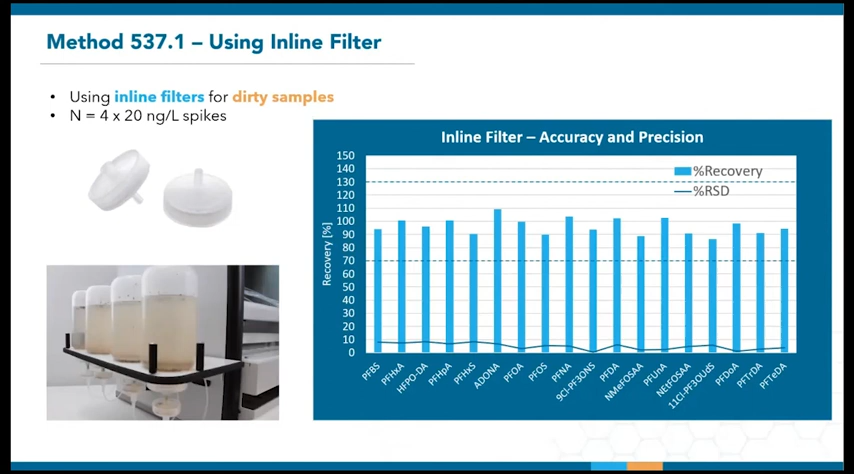 Method 537.1 – Using Inline Filter
• Using inline filters for dirty samples
• N = 4 x 20 ng/L spikes
Inline Filter – Accuracy and Precision
Recovery [%]
150
140
130
120
110
100
90
80
70
60
50
40
30
20
10
0
%Recovery
%RSD
PFBS
PFHxA
HFPO-DA
PFHpA
PFHxS
ADONA
PFOA
PFOS
PFNA
9Cl-PF3ONS
PFDA
NMeFOSAA
PFUnA
NEtFOSAA
11Cl-PF3OUdS
PFDoA
PFTrDA
PFTeDA